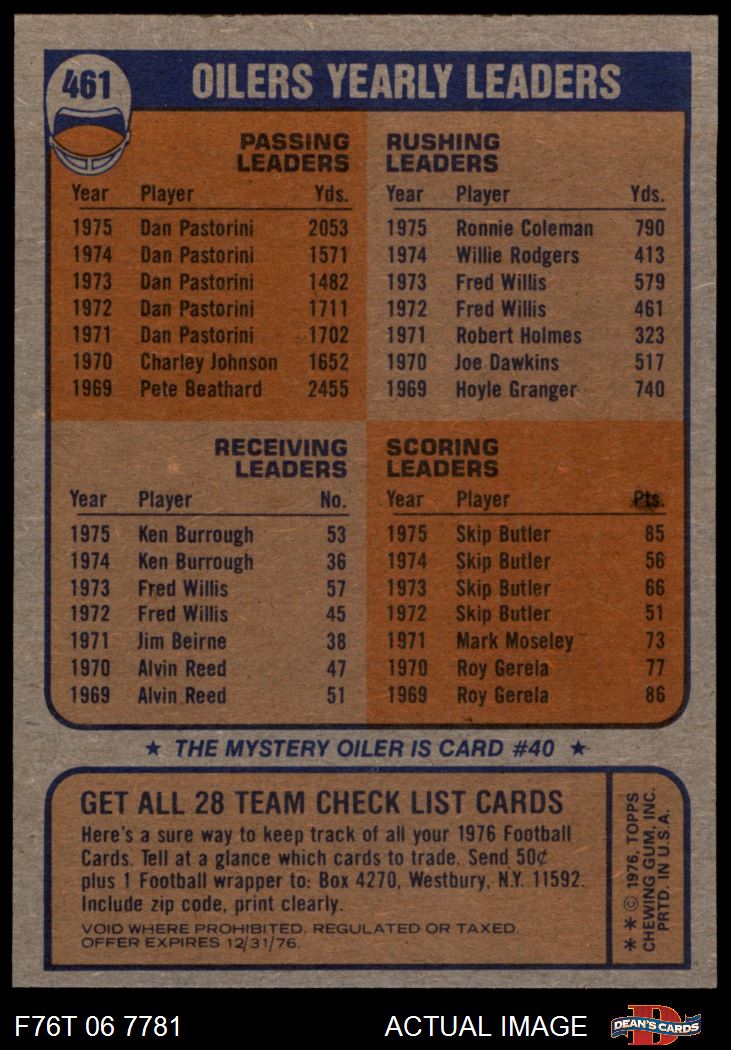 461
OILERS YEARLY LEADERS
PASSING
LEADERS
Year Player Yds.
1975 Dan Pastorini 2053
1974 Dan Pastorini 1571
1973 Dan Pastorini 1482
1972 Dan Pastorini 1711
1971 Dan Pastorini 1702
1970 Charley Johnson 1652
1969 Pete Beathard 2455
RUSHING
LEADERS
Year Player Yds.
1975 Ronnie Coleman 790
1974 Willie Rodgers 413
1973 Fred Willis 579
1972 Fred Willis 461
1971 Robert Holmes 323
1970 Joe Dawkins 517
1969 Hoyle Granger 740
RECEIVING
LEADERS
Year Player No.
1975 Ken Burrough 53
1974 Ken Burrough 36
1973 Fred Willis 57
1972 Fred Willis 45
1971 Jim Beirne 38
1970 Alvin Reed 47
1969 Alvin Reed 51
SCORING
LEADERS
Year Player Pts.
1975 Skip Butler 85
1974 Skip Butler 56
1973 Skip Butler 66
1972 Skip Butler 51
1971 Mark Moseley 73
1970 Roy Gerela 77
1969 Roy Gerela 86
★ THE MYSTERY OILER IS CARD #40 ★
GET ALL 28 TEAM CHECK LIST CARDS
Here's a sure way to keep track of all your 1976 Football
Cards. Tell at a glance which cards to trade. Send 50¢
plus 1 Football wrapper to: Box 4270, Westbury, N.Y. 11592.
Include zip code, print clearly.
VOID WHERE PROHIBITED, REGULATED OR TAXED.
OFFER EXPIRES 12/31/76.
* * © 1976, TOPPS
CHEWING GUM, INC.
PRTD. IN U.S.A.
F76T 06 7781
ACTUAL IMAGE
D
DEAN'S CARDS